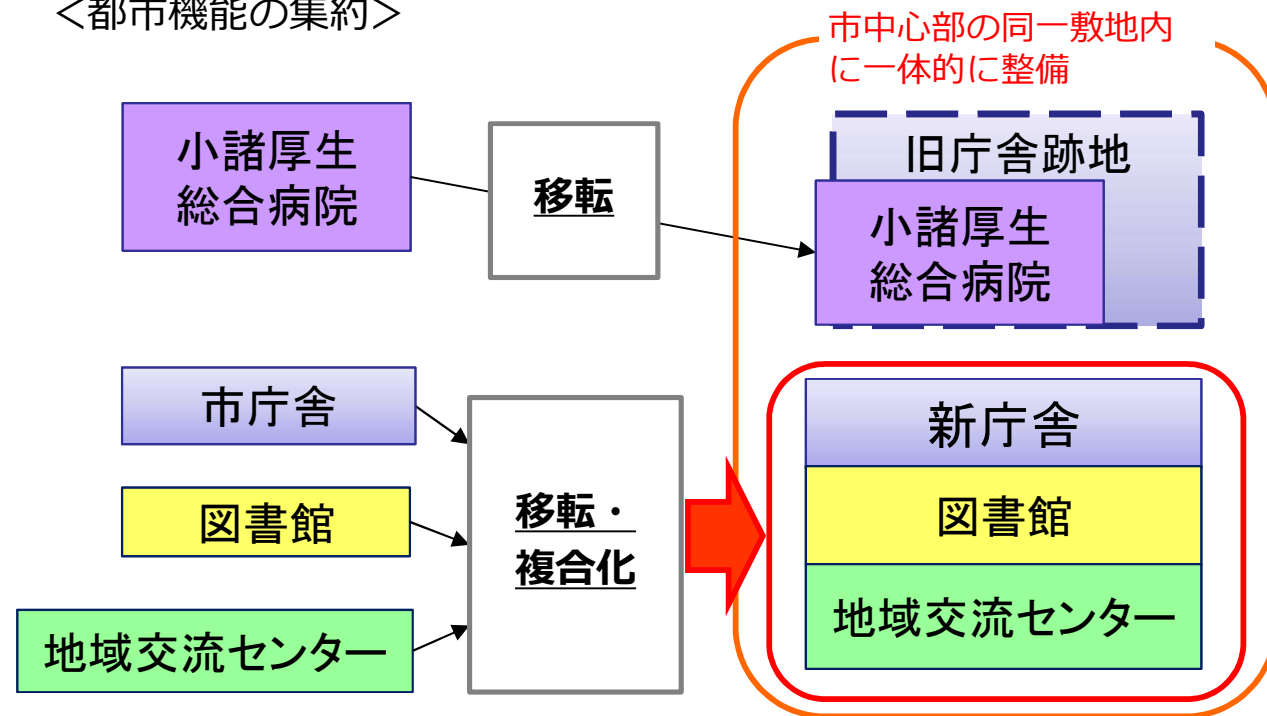 <都市機能の集約>
市中心部の同一敷地内
に一体的に整備
小諸厚生
総合病院
移転
旧庁舎跡地
小諸厚生
総合病院
市庁舎
図書館
地域交流センター
移転・
複合化
新庁舎
図書館
地域交流センター